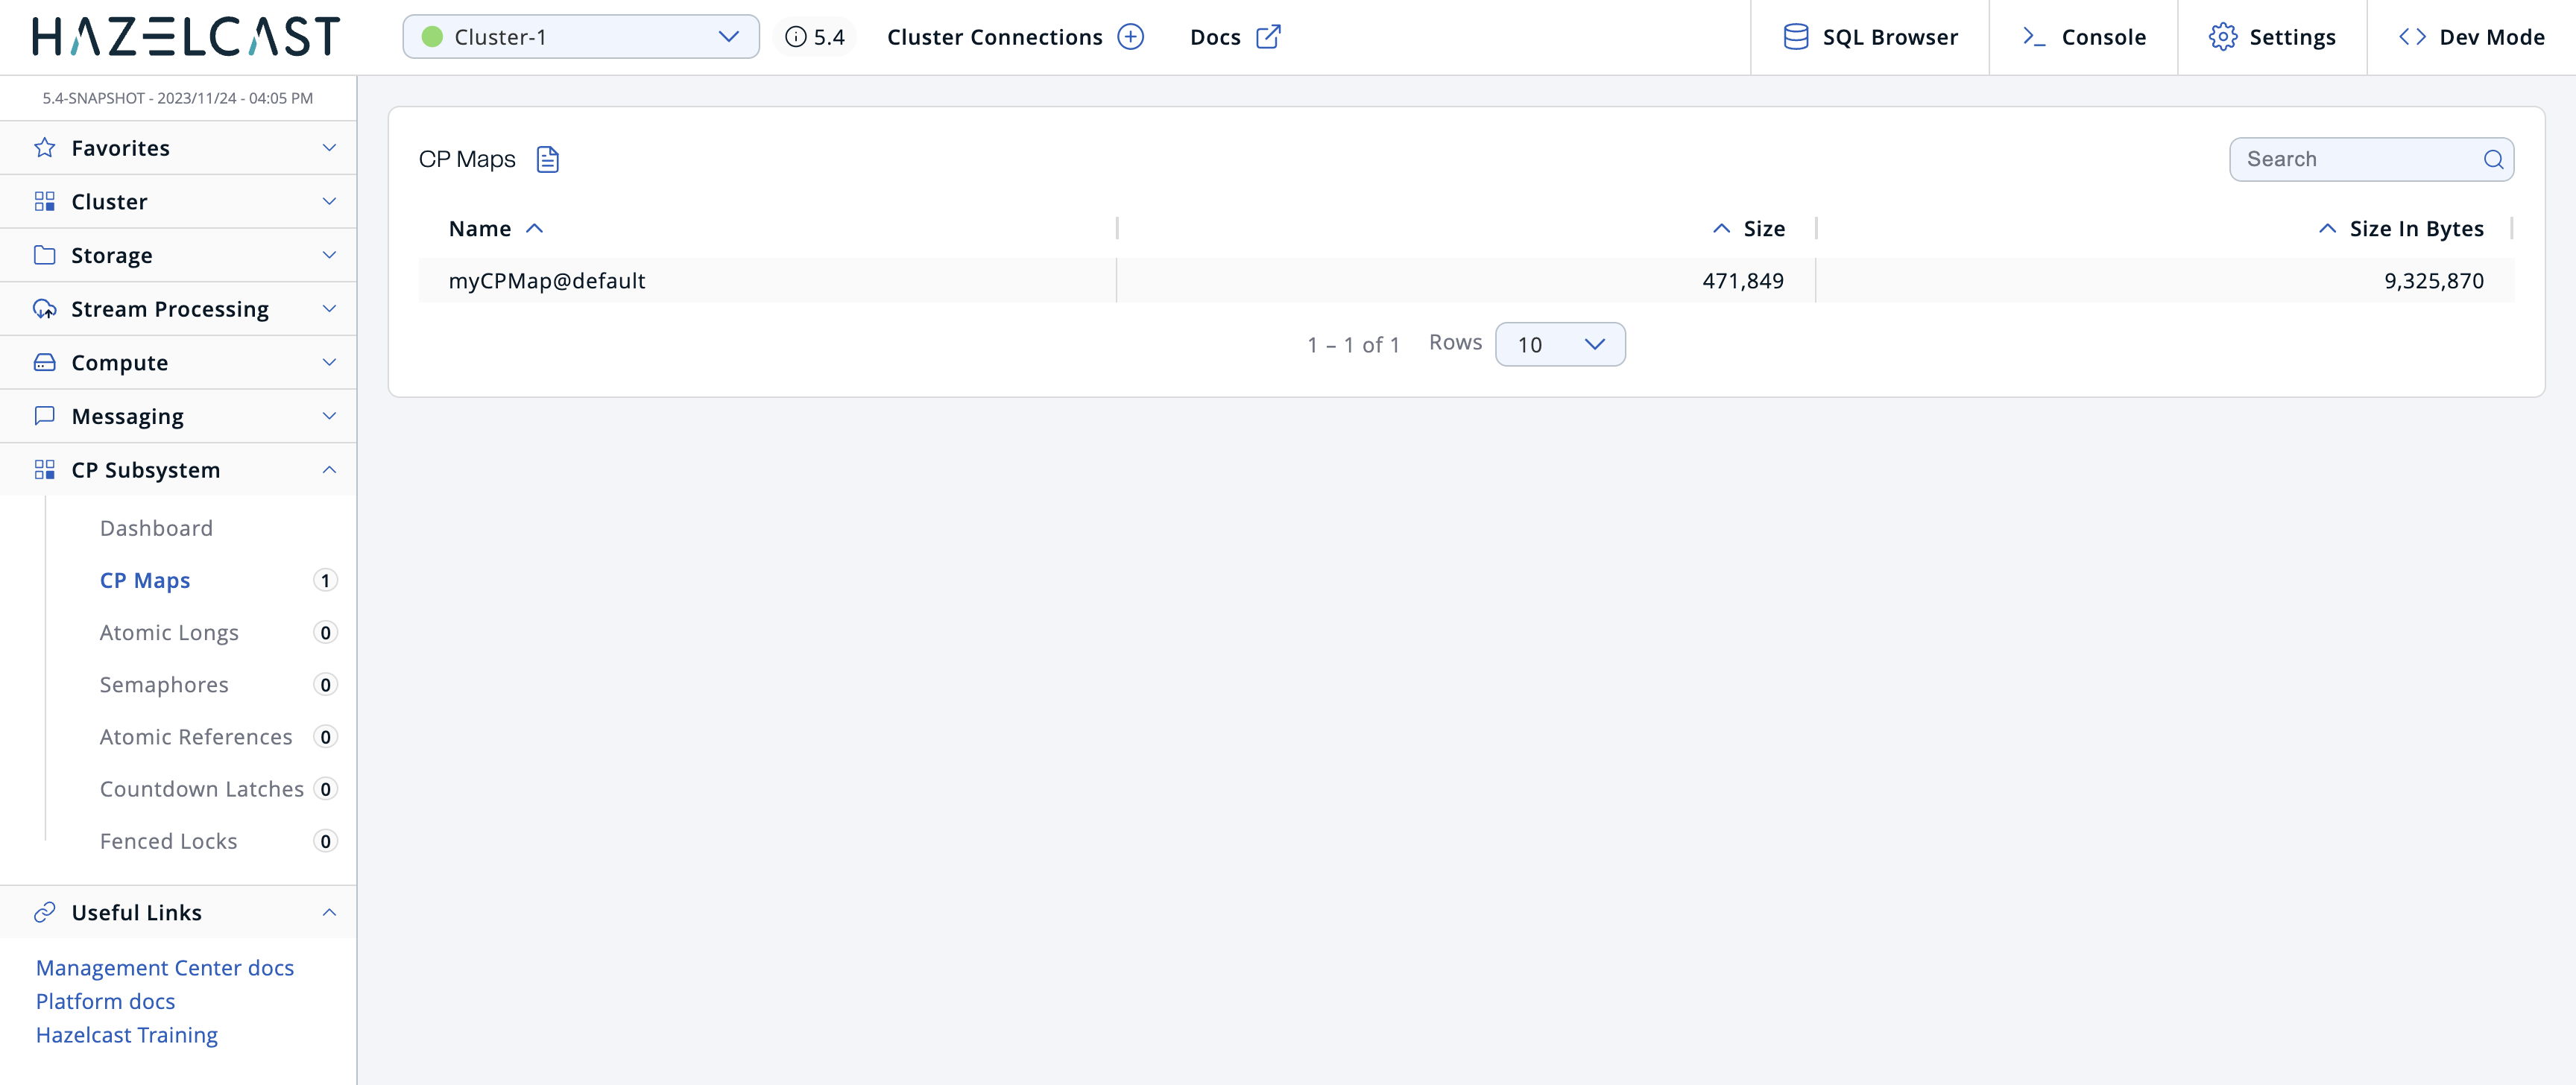 HAZELCAST
Cluster-1
5.4
Cluster Connections
Docs
SQL Browser
Console
Settings
Dev Mode
5.4-SNAPSHOT - 2023/11/24 - 04:05 PM
Favorites
Cluster
Storage
Stream Processing
Compute
Messaging
CP Subsystem
Dashboard
CP Maps 1
Atomic Longs 0
Semaphores 0
Atomic References 0
Countdown Latches 0
Fenced Locks 0
Useful Links
Management Center docs
Platform docs
Hazelcast Training
CP Maps
Search
Name Size Size In Bytes
myCPMap@default 471,849 9,325,870
1 – 1 of 1 Rows 10